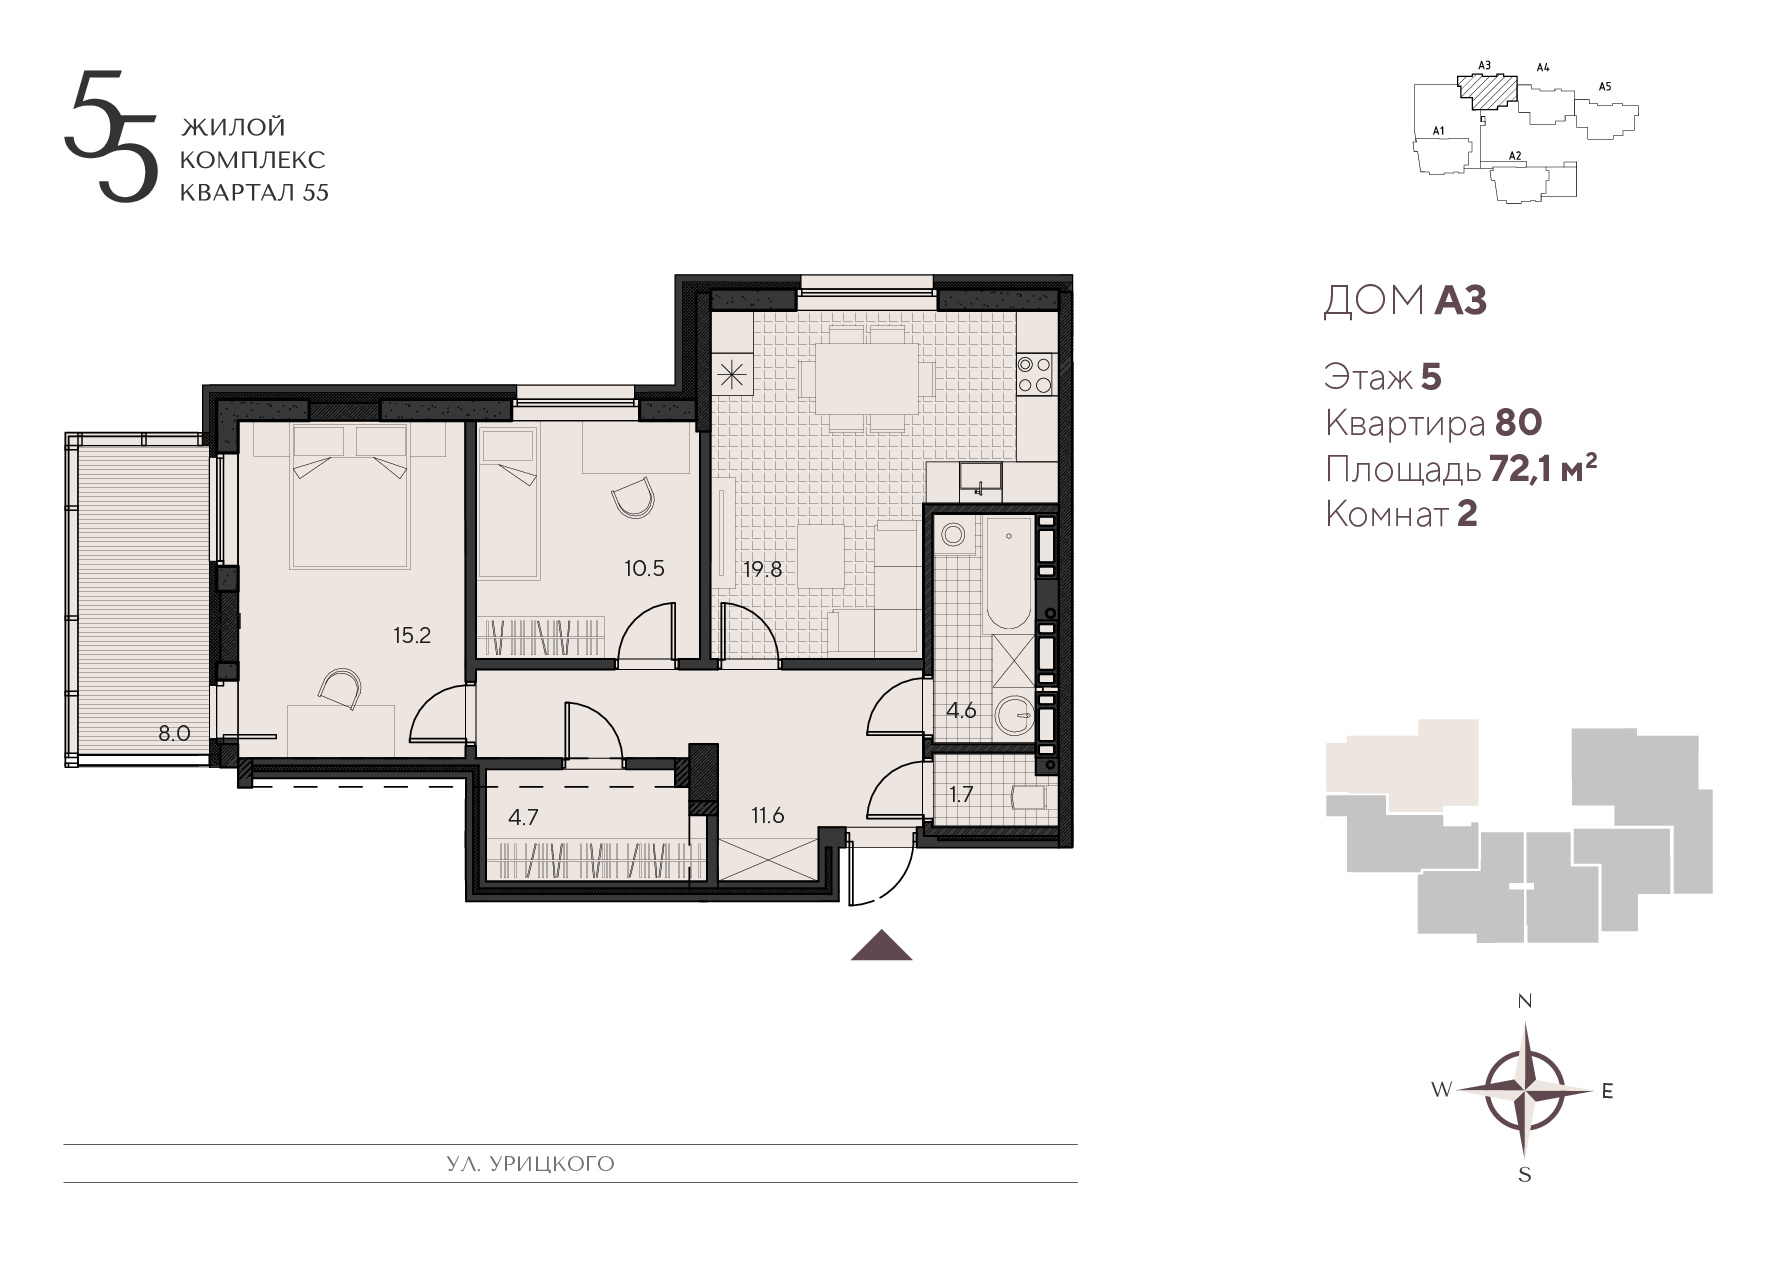 55
ЖИЛОЙ
КОМПЛЕКС
КВАРТАЛ 55
A3
A4
A5
A1
A2
ДОМ А3
Этаж 5
Квартира 80
Площадь 72,1 м²
Комнат 2
10.5
19.8
15.2
8.0
4.6
4.7
11.6
1.7
N
W
E
S
УЛ. УРИЦКОГО